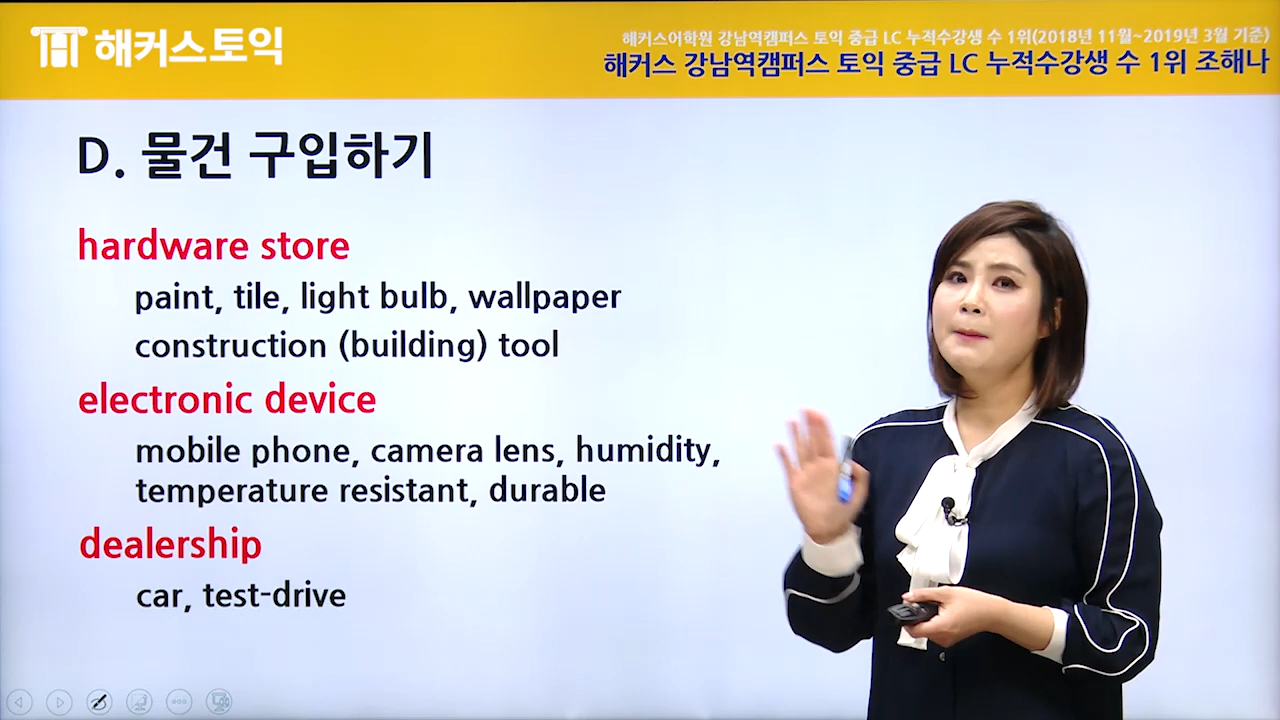 해커스토익
해커스어학원 강남역캠퍼스 토익 중급 LC 누적수강생 수 1위(2018년 11월~2019년 3월 기준)
해커스 강남역캠퍼스 토익 중급 LC 누적수강생 수 1위 조해나
D. 물건 구입하기
hardware store
paint, tile, light bulb, wallpaper
construction (building) tool
electronic device
mobile phone, camera lens, humidity,
temperature resistant, durable
dealership
car, test-drive